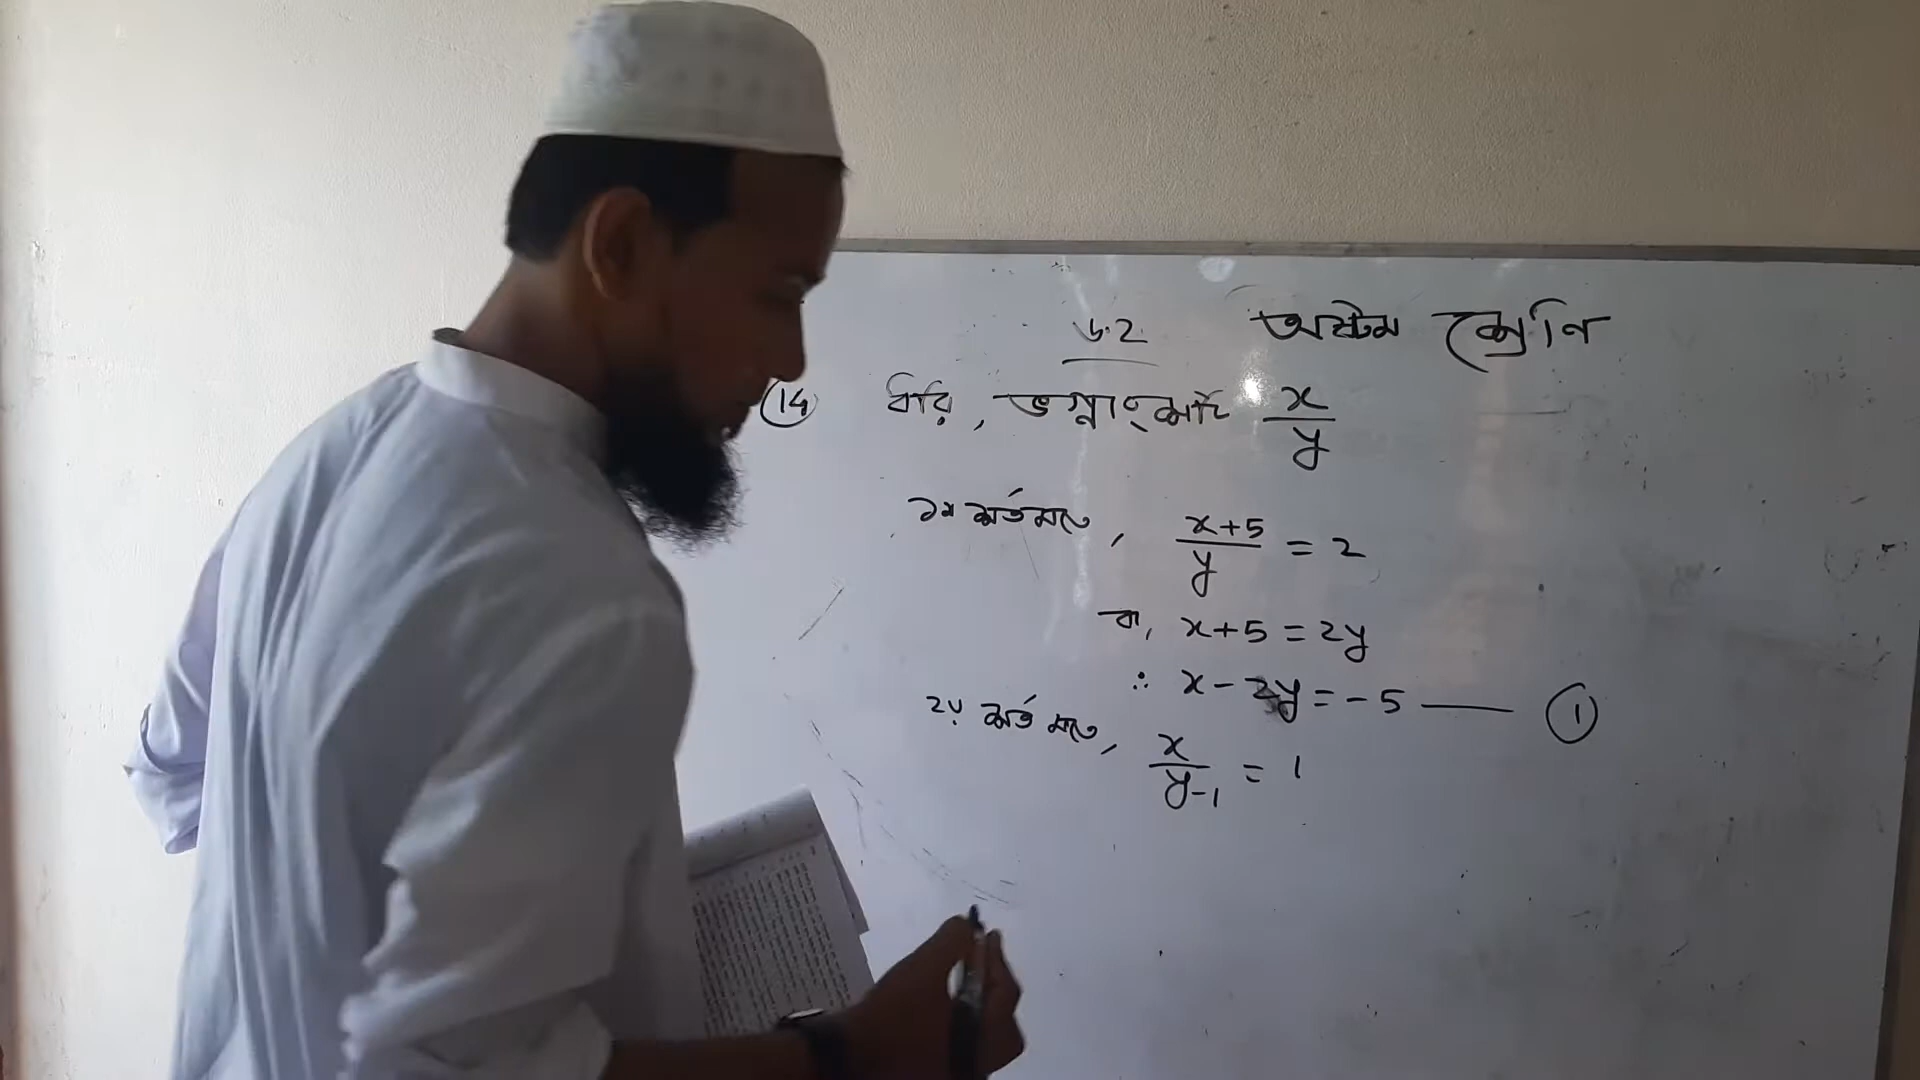 ৬.2 অষ্টম শ্রেণি
(14) ধরি, ভগ্নাংশটি x/y
১ম শর্তমতে, (x+5)/y = 2
বা, x+5 = 2y
∴ x-2y = -5 —— (1)
২য় শর্ত মতে, x/(y-1) = 1